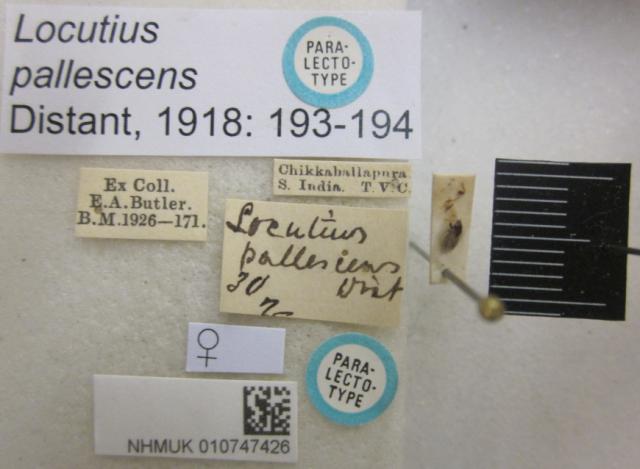 Locutius
pallescens
Distant, 1918: 193-194
PARA-
LECTO-
TYPE
Chikkaballapura
S. India. T. V. C.
Ex Coll.
E.A. Butler.
B.M.1926—171.
Locutius
pallescens
30 Dist
♀
PARA-
LECTO-
TYPE
NHMUK 010747426